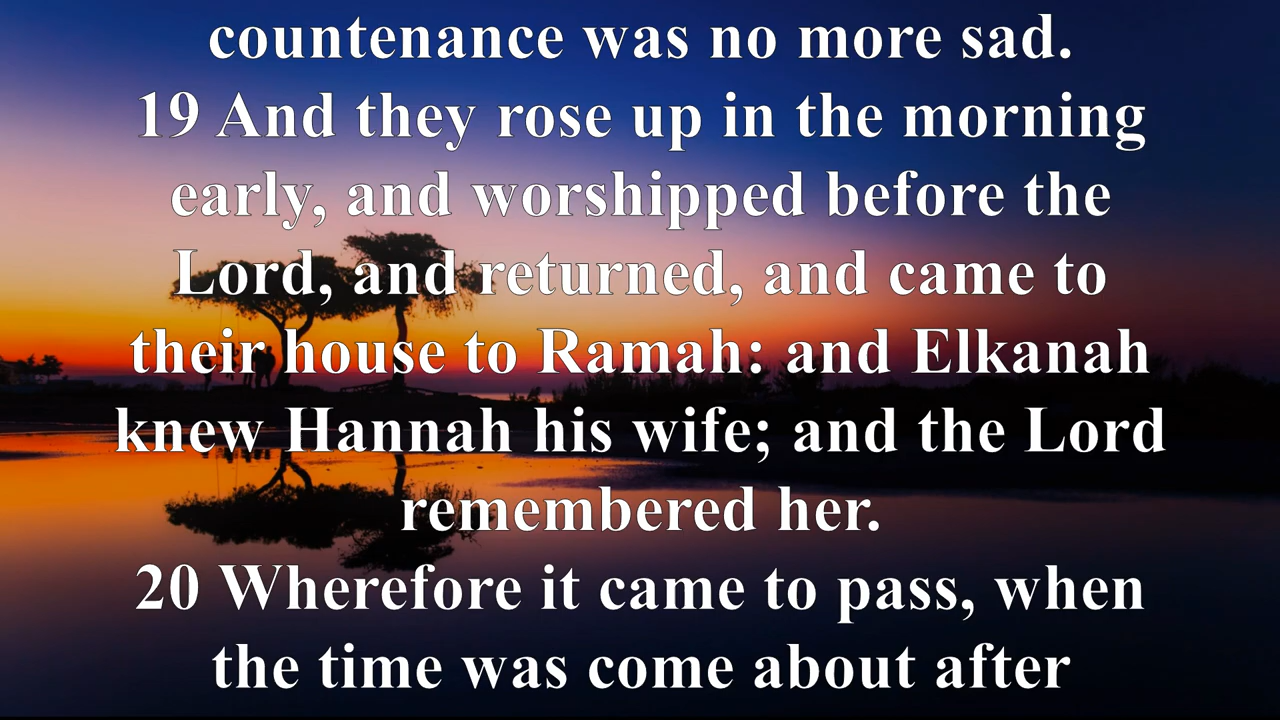 countenance was no more sad.
19 And they rose up in the morning
early, and worshipped before the
Lord, and returned, and came to
their house to Ramah: and Elkanah
knew Hannah his wife; and the Lord
remembered her.
20 Wherefore it came to pass, when
the time was come about after